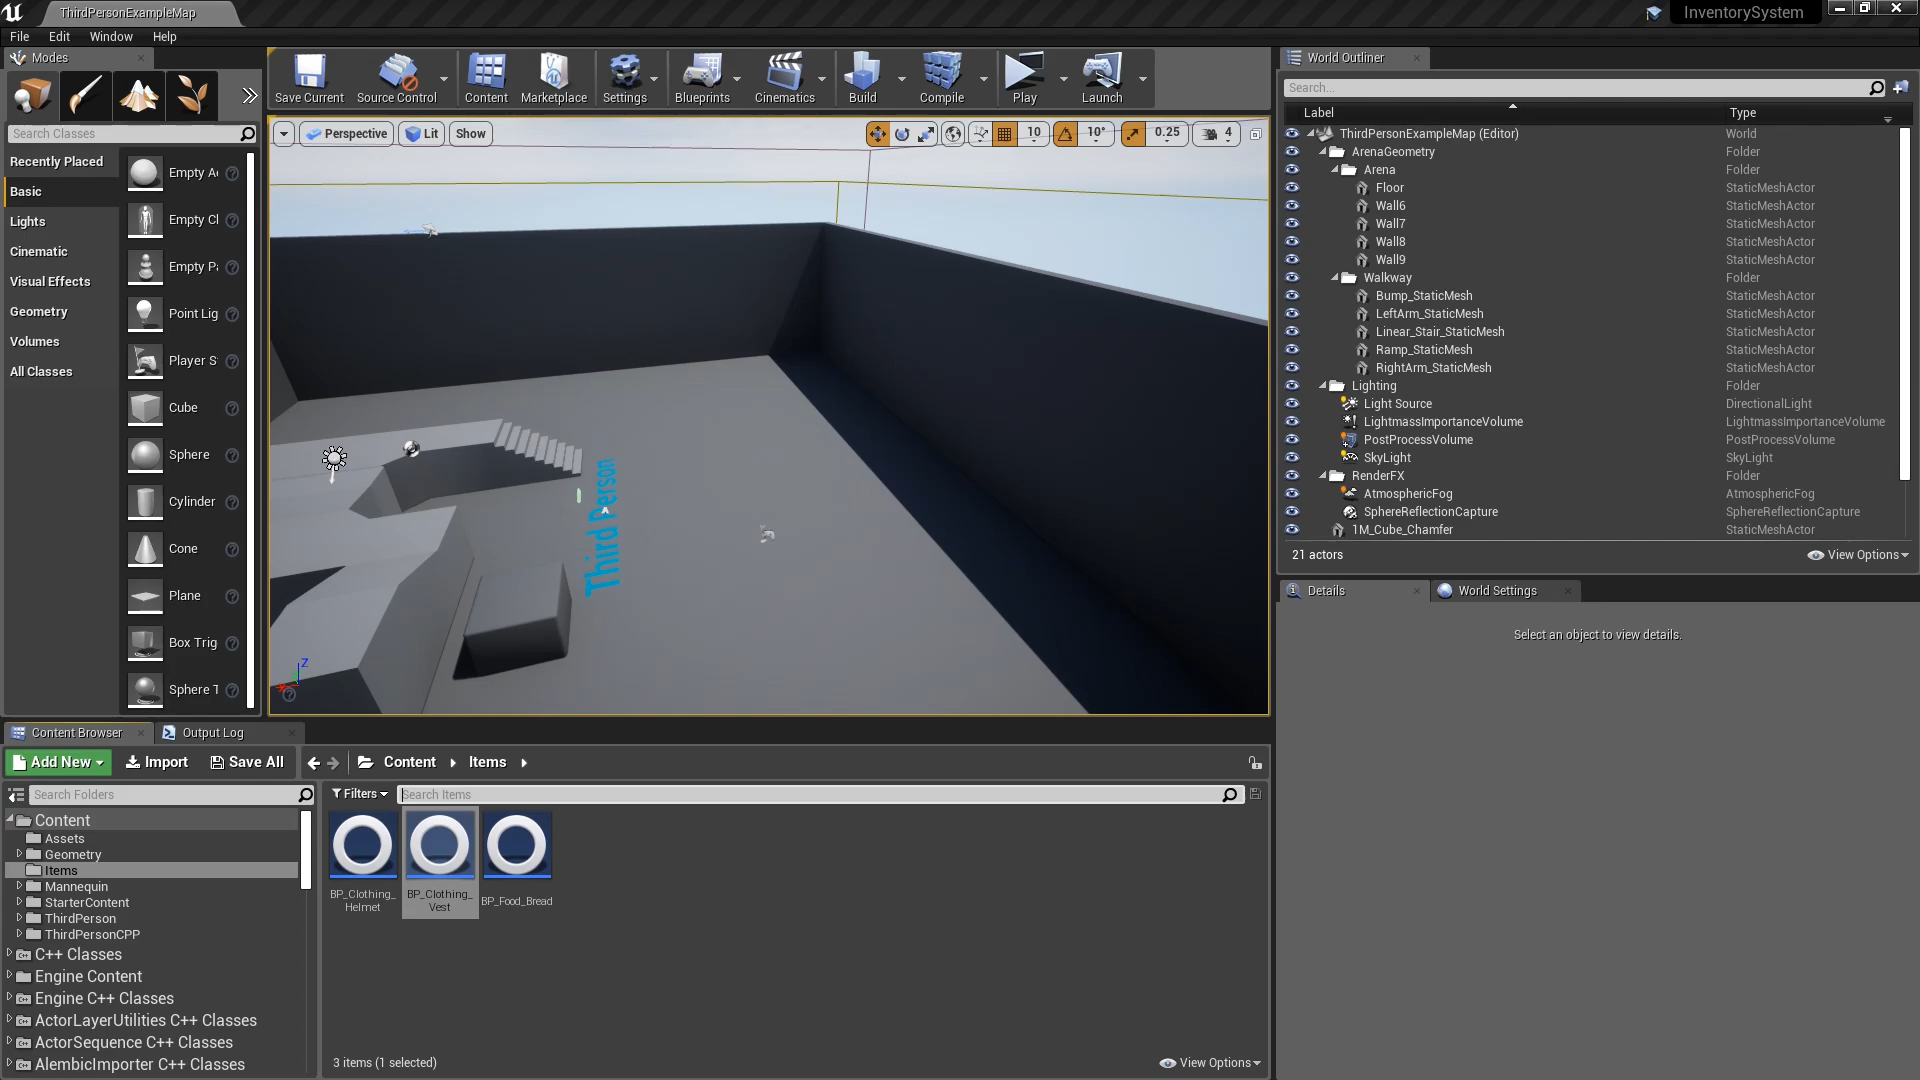 ThirdPersonExampleMap
InventorySystem
File Edit Window Help
Modes
Search Classes
Recently Placed
Basic
Lights
Cinematic
Visual Effects
Geometry
Volumes
All Classes
Empty A
Empty Cl
Empty P
Point Lig
Player S
Cube
Sphere
Cylinder
Cone
Plane
Box Trig
Sphere T
Save Current
Source Control
Content
Marketplace
Settings
Blueprints
Cinematics
Build
Compile
Play
Launch
Perspective
Lit
Show
10
10°
0.25
4
Third Person
Z
World Outliner
Search...
Label Type
ThirdPersonExampleMap (Editor) World
ArenaGeometry Folder
Arena Folder
Floor StaticMeshActor
Wall6 StaticMeshActor
Wall7 StaticMeshActor
Wall8 StaticMeshActor
Wall9 StaticMeshActor
Walkway Folder
Bump_StaticMesh StaticMeshActor
LeftArm_StaticMesh StaticMeshActor
Linear_Stair_StaticMesh StaticMeshActor
Ramp_StaticMesh StaticMeshActor
RightArm_StaticMesh StaticMeshActor
Lighting Folder
Light Source DirectionalLight
LightmassImportanceVolume LightmassImportanceVolume
PostProcessVolume PostProcessVolume
SkyLight SkyLight
RenderFX Folder
AtmosphericFog AtmosphericFog
SphereReflectionCapture SphereReflectionCapture
1M_Cube_Chamfer StaticMeshActor
21 actors
View Options
Details
World Settings
Select an object to view details.
Content Browser
Output Log
Add New
Import
Save All
Content
Items
Search Folders
Content
Assets
Geometry
Items
Mannequin
StarterContent
ThirdPerson
ThirdPersonCPP
C++ Classes
Engine Content
Engine C++ Classes
ActorLayerUtilities C++ Classes
ActorSequence C++ Classes
AlembicImporter C++ Classes
Filters
Search Items
BP_Clothing_
Helmet
BP_Clothing_
Vest
BP_Food_Bread
3 items (1 selected)
View Options